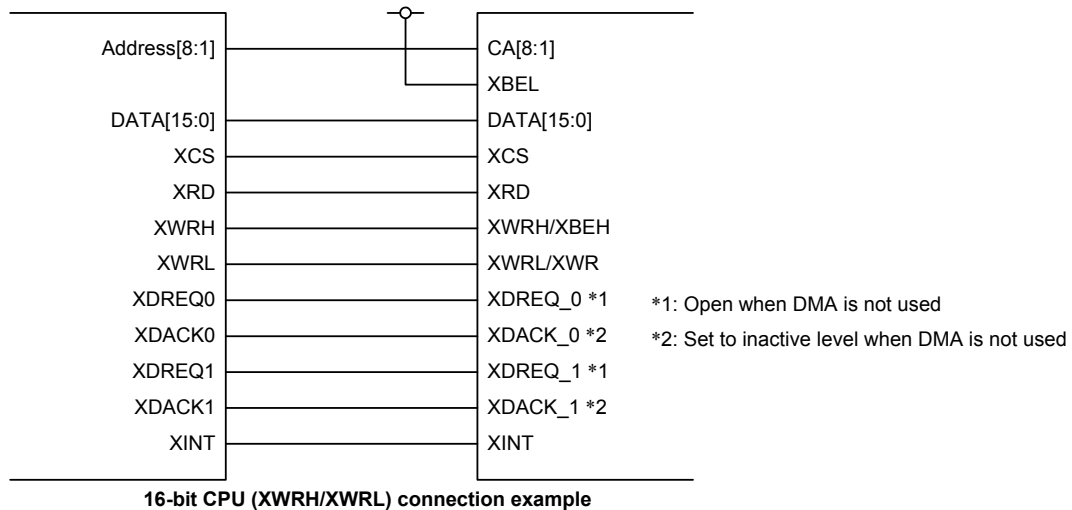 Address[8:1] CA[8:1]
XBEL
DATA[15:0] DATA[15:0]
XCS XCS
XRD XRD
XWRH XWRH/XBEH
XWRL XWRL/XWR
XDREQ0 XDREQ_0 *1 *1: Open when DMA is not used
XDACK0 XDACK_0 *2 *2: Set to inactive level when DMA is not used
XDREQ1 XDREQ_1 *1
XDACK1 XDACK_1 *2
XINT XINT
16-bit CPU (XWRH/XWRL) connection example